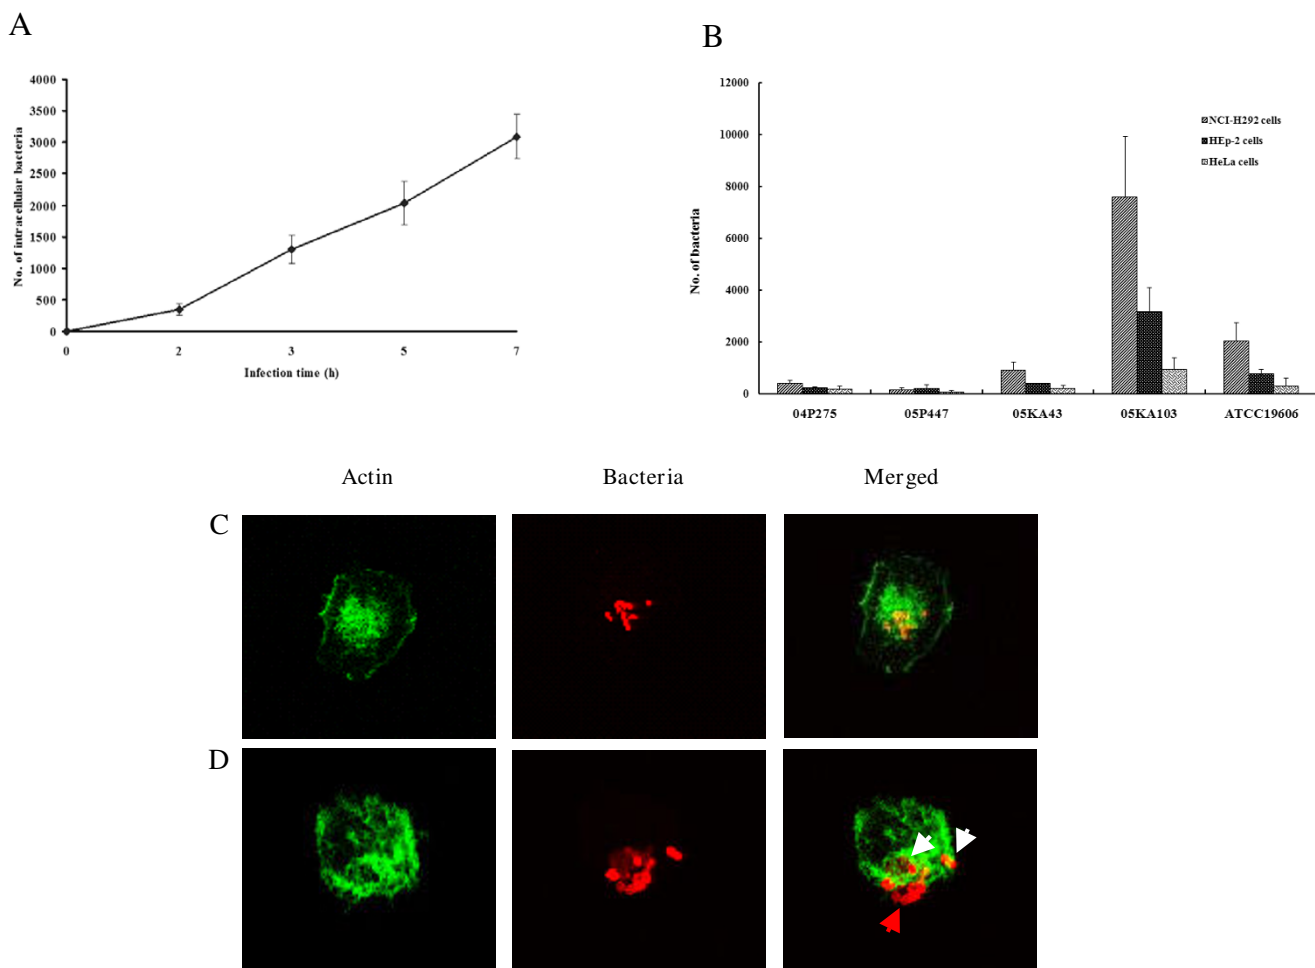 A
B
4000
3500
3000
2500
2000
1500
1000
500
0
No. of intracellular bacteria
0 2 3 5 7
Infection time (h)
12000
10000
8000
6000
4000
2000
0
No. of bacteria
NCI-H292 cells
HEp-2 cells
HeLa cells
04P275 05P447 05KA43 05KA103 ATCC19606
Actin Bacteria Merged
C
D